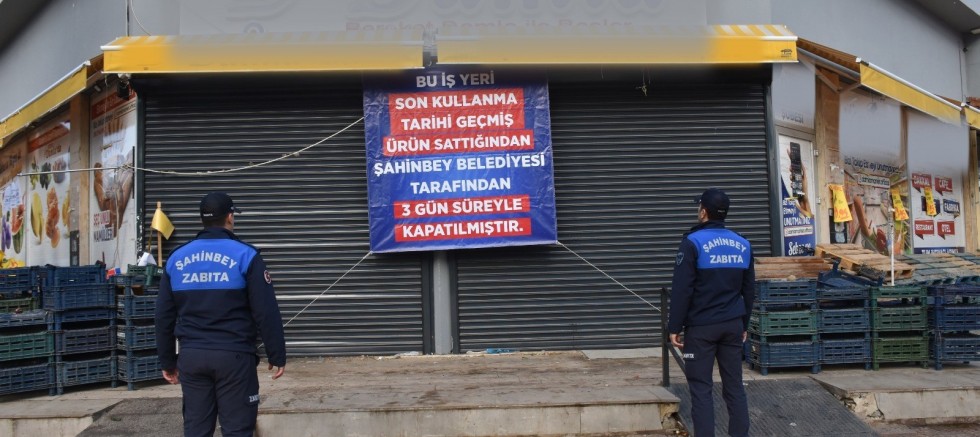 BU İŞ YERİ
SON KULLANMA
TARİHİ GEÇMİŞ
ÜRÜN SATTIĞINDAN
ŞAHİNBEY BELEDİYESİ
TARAFINDAN
3 GÜN SÜREYLE
KAPATILMIŞTIR.
ŞAHİNBEY
ZABITA
ŞAHİNBEY
ZABITA